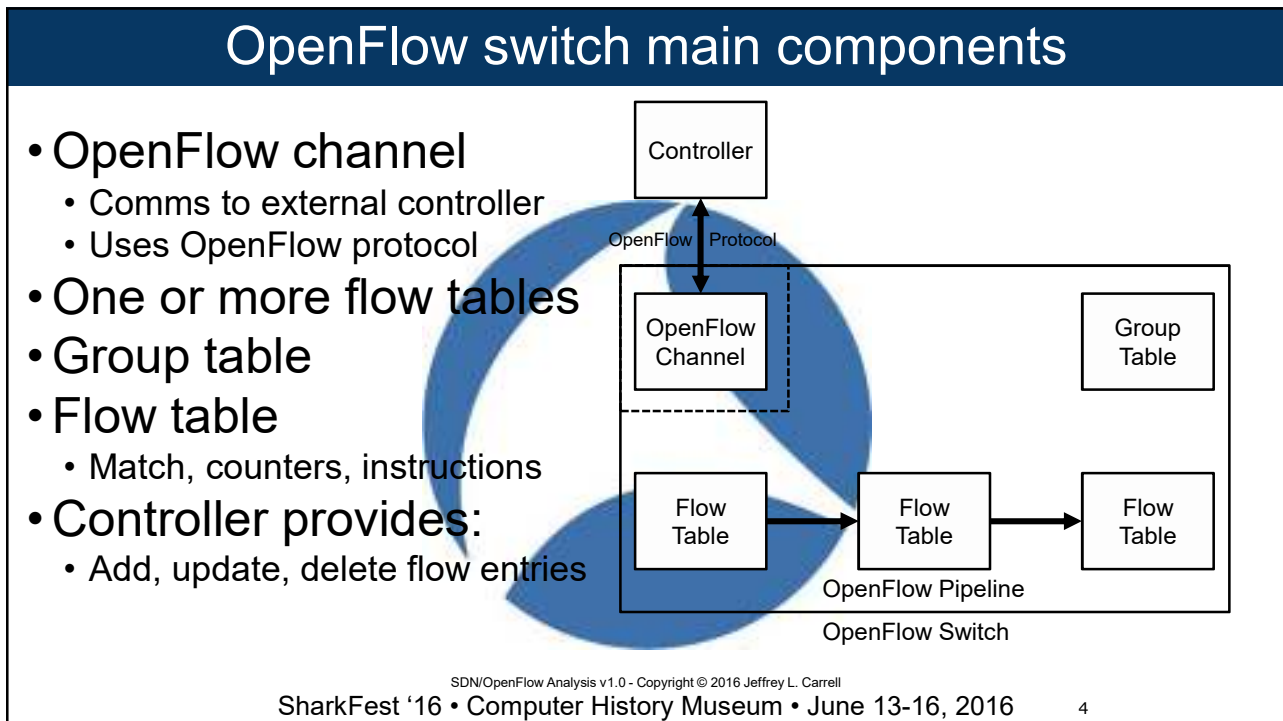 OpenFlow switch main components
• OpenFlow channel
• Comms to external controller
• Uses OpenFlow protocol
• One or more flow tables
• Group table
• Flow table
• Match, counters, instructions
• Controller provides:
• Add, update, delete flow entries
Controller
OpenFlow Protocol
OpenFlow
Channel
Group
Table
Flow
Table
Flow
Table
Flow
Table
OpenFlow Pipeline
OpenFlow Switch
SDN/OpenFlow Analysis v1.0 - Copyright © 2016 Jeffrey L. Carrell
SharkFest ‘16 • Computer History Museum • June 13-16, 2016
4